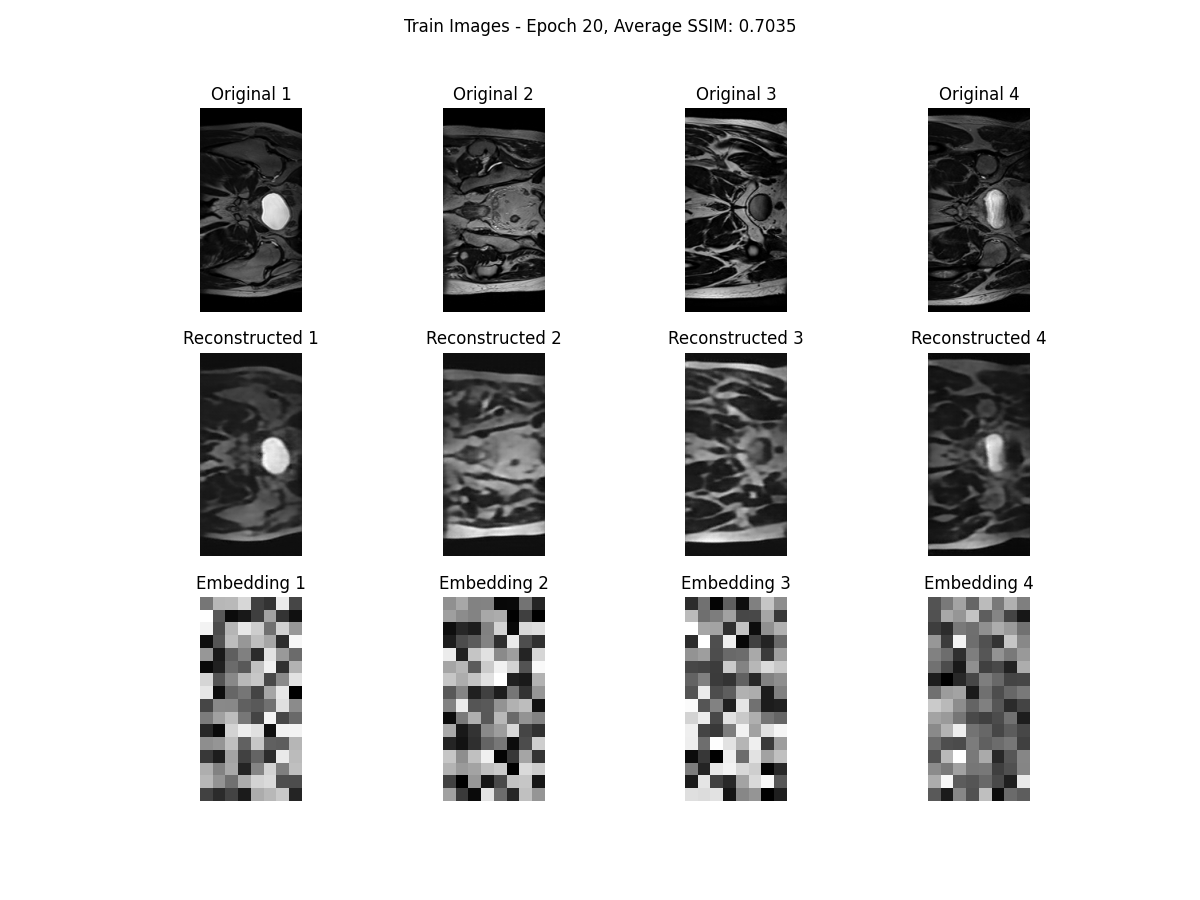 Train Images - Epoch 20, Average SSIM: 0.7035
Original 1
Original 2
Original 3
Original 4
Reconstructed 1
Reconstructed 2
Reconstructed 3
Reconstructed 4
Embedding 1
Embedding 2
Embedding 3
Embedding 4